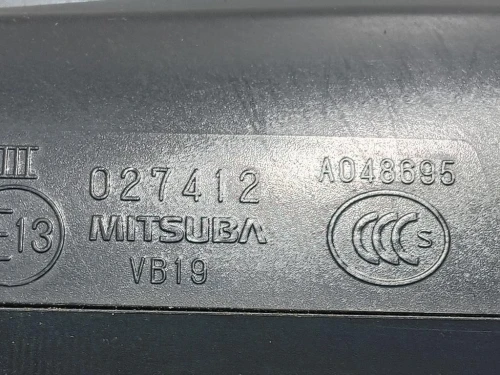 III
027412
A048695
E13
MITSUBA
CCC S
VB19